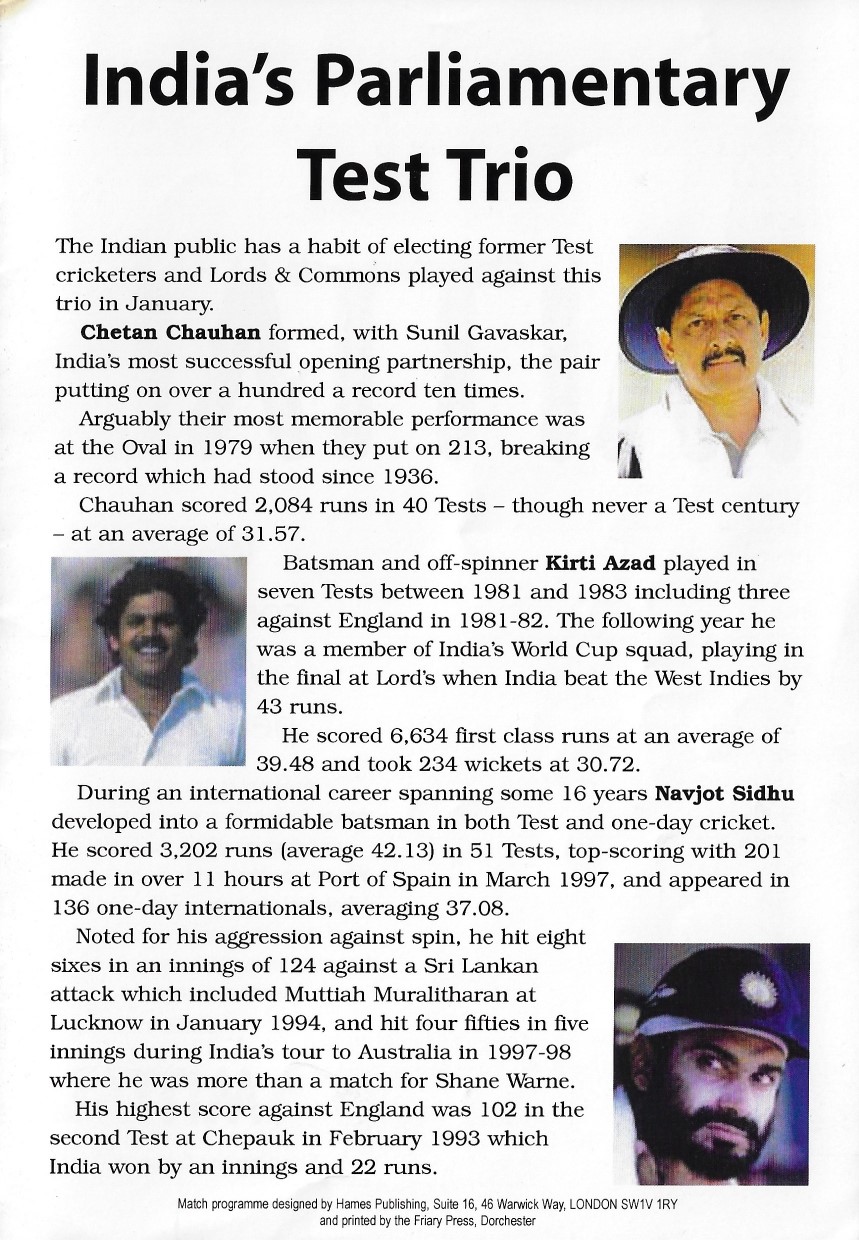 India's Parliamentary
Test Trio
The Indian public has a habit of electing former Test
cricketers and Lords & Commons played against this
trio in January.
Chetan Chauhan formed, with Sunil Gavaskar,
India's most successful opening partnership, the pair
putting on over a hundred a record ten times.
Arguably their most memorable performance was
at the Oval in 1979 when they put on 213, breaking
a record which had stood since 1936.
Chauhan scored 2,084 runs in 40 Tests – though never a Test century
– at an average of 31.57.
Batsman and off-spinner Kirti Azad played in
seven Tests between 1981 and 1983 including three
against England in 1981-82. The following year he
was a member of India's World Cup squad, playing in
the final at Lord's when India beat the West Indies by
43 runs.
He scored 6,634 first class runs at an average of
39.48 and took 234 wickets at 30.72.
During an international career spanning some 16 years Navjot Sidhu
developed into a formidable batsman in both Test and one-day cricket.
He scored 3,202 runs (average 42.13) in 51 Tests, top-scoring with 201
made in over 11 hours at Port of Spain in March 1997, and appeared in
136 one-day internationals, averaging 37.08.
Noted for his aggression against spin, he hit eight
sixes in an innings of 124 against a Sri Lankan
attack which included Muttiah Muralitharan at
Lucknow in January 1994, and hit four fifties in five
innings during India's tour to Australia in 1997-98
where he was more than a match for Shane Warne.
His highest score against England was 102 in the
second Test at Chepauk in February 1993 which
India won by an innings and 22 runs.
Match programme designed by Hames Publishing, Suite 16, 46 Warwick Way, LONDON SW1V 1RY
and printed by the Friary Press, Dorchester